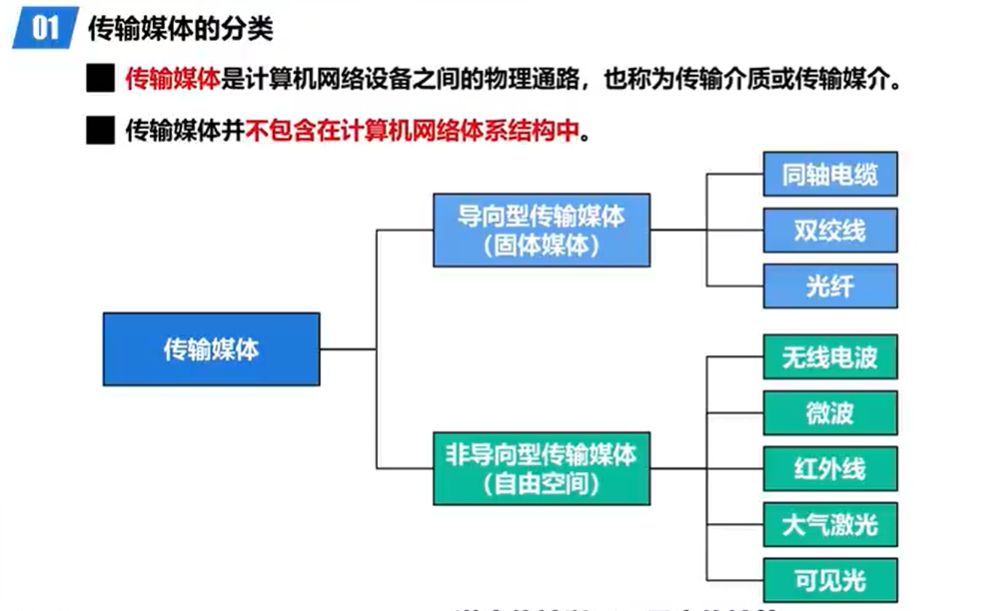 01 传输媒体的分类
传输媒体是计算机网络设备之间的物理通路，也称为传输介质或传输媒介。
传输媒体并不包含在计算机网络体系结构中。
传输媒体
导向型传输媒体
（固体媒体）
同轴电缆
双绞线
光纤
非导向型传输媒体
（自由空间）
无线电波
微波
红外线
大气激光
可见光